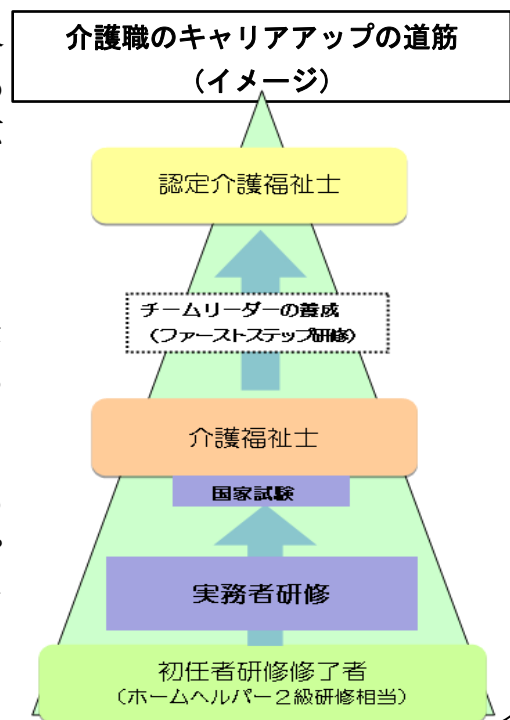 介護職のキャリアアップの道筋
(イメージ)
認定介護福祉士
チームリーダーの養成
(ファーストステップ研修)
介護福祉士
国家試験
実務者研修
初任者研修修了者
(ホームヘルパー２級研修相当)